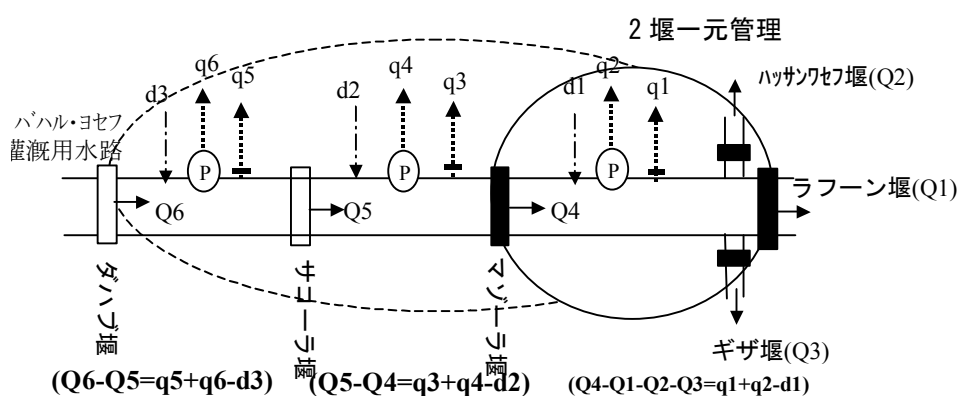 2 堰一元管理
ハッサンワセフ堰(Q2)
q6
q5
q4
q3
q2
q1
d3
d2
d1
バハル・ヨセフ
灌漑用水路
P
P
P
ラフーン堰(Q1)
Q6
Q5
Q4
ダハブ堰
サコーラ堰
マゾーラ堰
ギザ堰(Q3)
(Q6-Q5=q5+q6-d3)
(Q5-Q4=q3+q4-d2)
(Q4-Q1-Q2-Q3=q1+q2-d1)